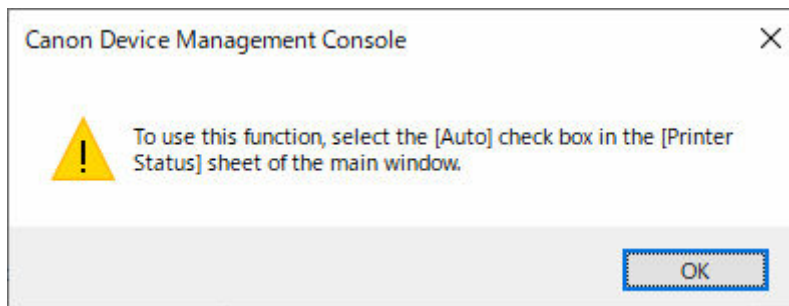 Canon Device Management Console
To use this function, select the [Auto] check box in the [Printer
Status] sheet of the main window.
OK